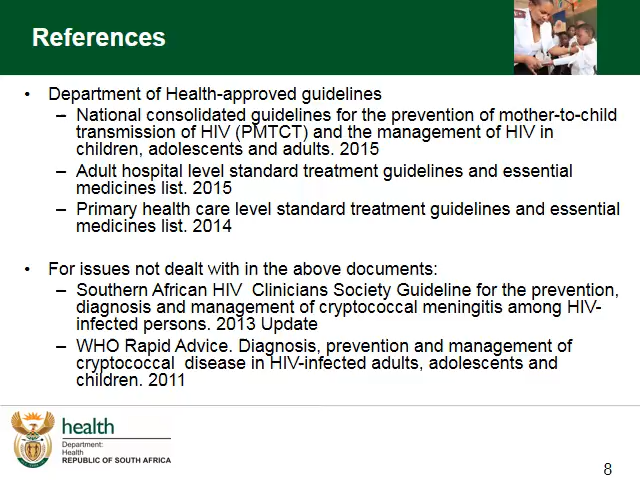 References
• Department of Health-approved guidelines
– National consolidated guidelines for the prevention of mother-to-child
transmission of HIV (PMTCT) and the management of HIV in
children, adolescents and adults. 2015
– Adult hospital level standard treatment guidelines and essential
medicines list. 2015
– Primary health care level standard treatment guidelines and essential
medicines list. 2014
• For issues not dealt with in the above documents:
– Southern African HIV  Clinicians Society Guideline for the prevention,
diagnosis and management of cryptococcal meningitis among HIV-
infected persons. 2013 Update
– WHO Rapid Advice. Diagnosis, prevention and management of
cryptococcal  disease in HIV-infected adults, adolescents and
children. 2011
health
Department:
Health
REPUBLIC OF SOUTH AFRICA
8